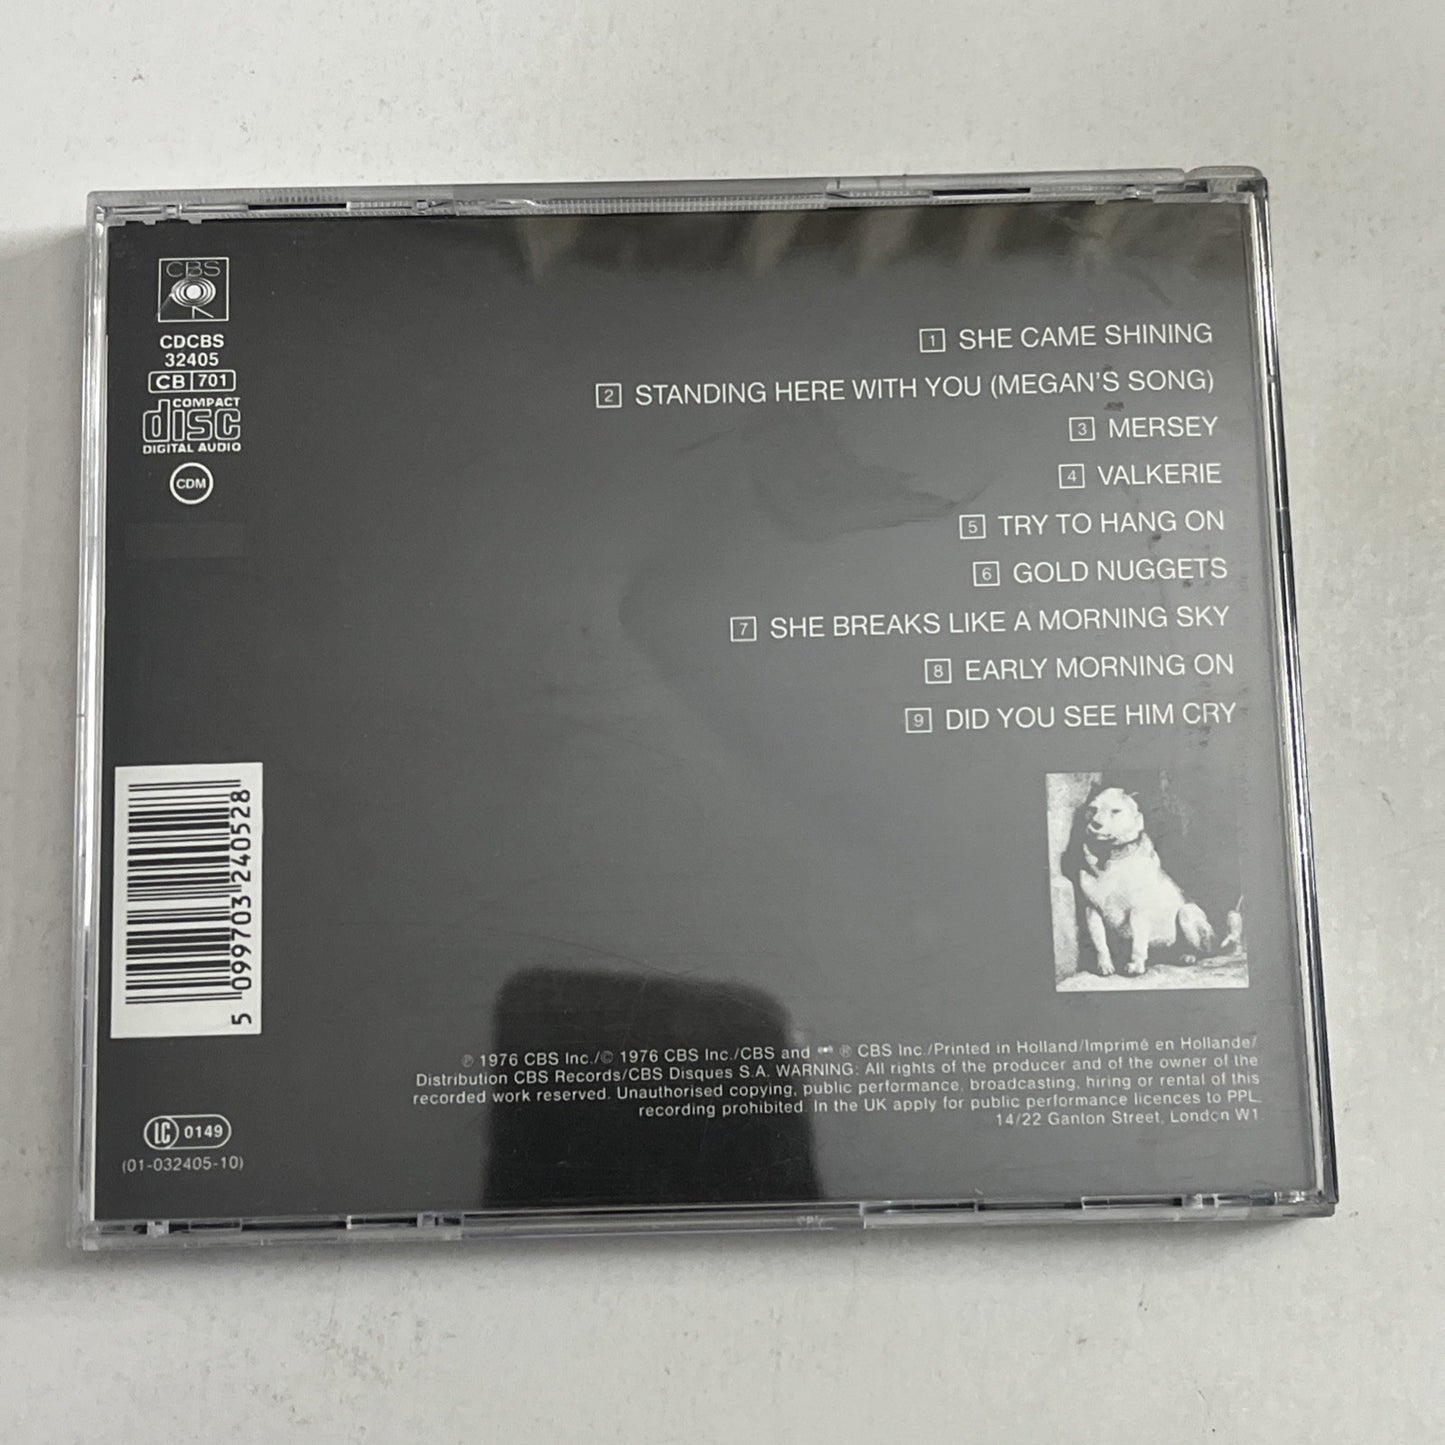 CBS
CDCBS
32405
CB 701
COMPACT
disc
DIGITAL AUDIO
CDM
1 SHE CAME SHINING
2 STANDING HERE WITH YOU (MEGAN'S SONG)
3 MERSEY
4 VALKERIE
5 TRY TO HANG ON
6 GOLD NUGGETS
7 SHE BREAKS LIKE A MORNING SKY
8 EARLY MORNING ON
9 DID YOU SEE HIM CRY
5 099703 240528
℗ 1976 CBS Inc./© 1976 CBS Inc./CBS and ® CBS Inc./Printed in Holland/Imprimé en Hollande/
Distribution CBS Records/CBS Disques S.A. WARNING: All rights of the producer and of the owner of the
recorded work reserved. Unauthorised copying, public performance, broadcasting, hiring or rental of this
recording prohibited. In the UK apply for public performance licences to PPL,
14/22 Ganton Street, London W1.
LC 0149
(01-032405-10)